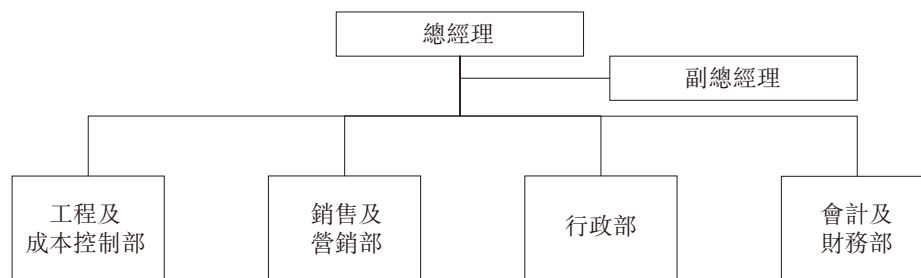 總經理
副總經理
工程及
成本控制部
銷售及
營銷部
行政部
會計及
財務部